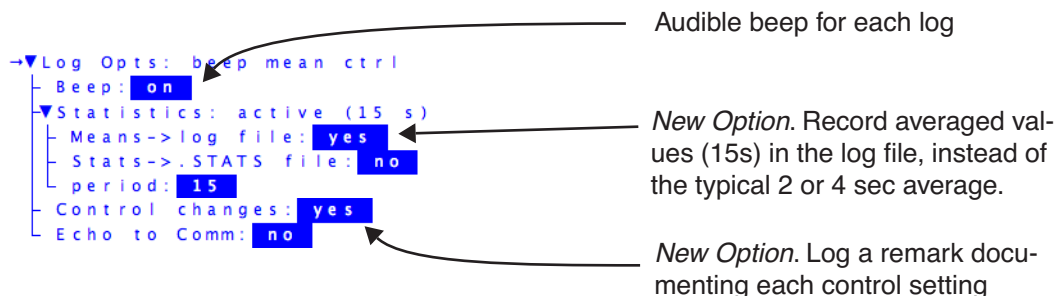 Audible beep for each log
→▼Log Opts: beep mean ctrl
Beep: on
▼Statistics: active (15 s)
Means->log file: yes
Stats->.STATS file: no
period: 15
Control changes: yes
Echo to Comm: no
New Option. Record averaged val-
ues (15s) in the log file, instead of
the typical 2 or 4 sec average.
New Option. Log a remark docu-
menting each control setting